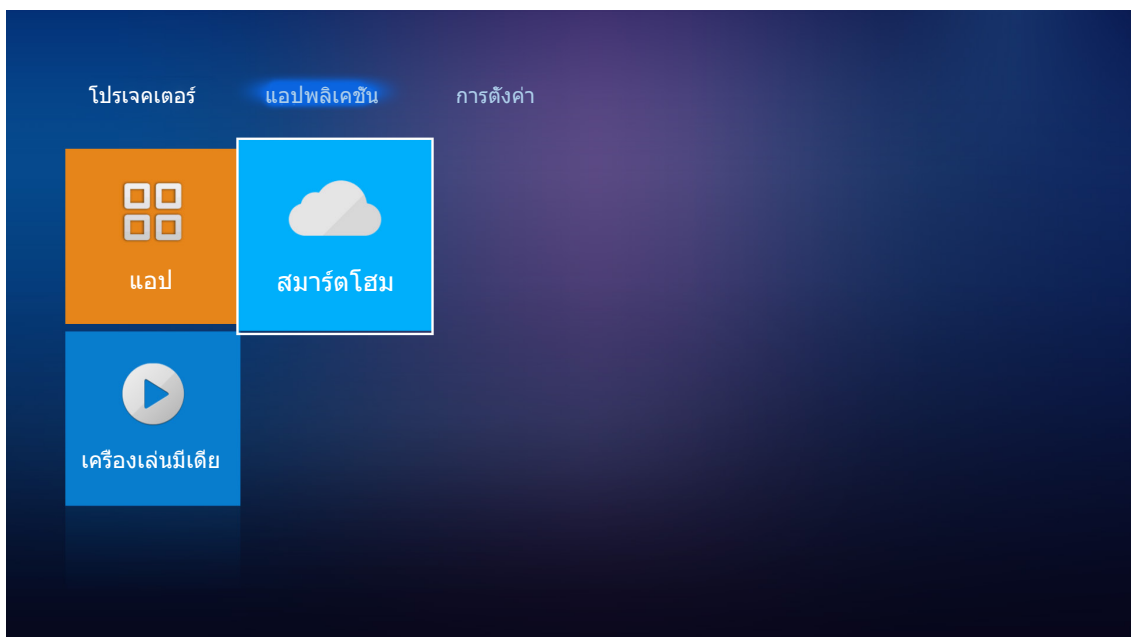 โปรเจคเตอร์ แอปพลิเคชัน การตั้งค่า
แอป สมาร์ตโฮม
เครื่องเล่นมีเดีย